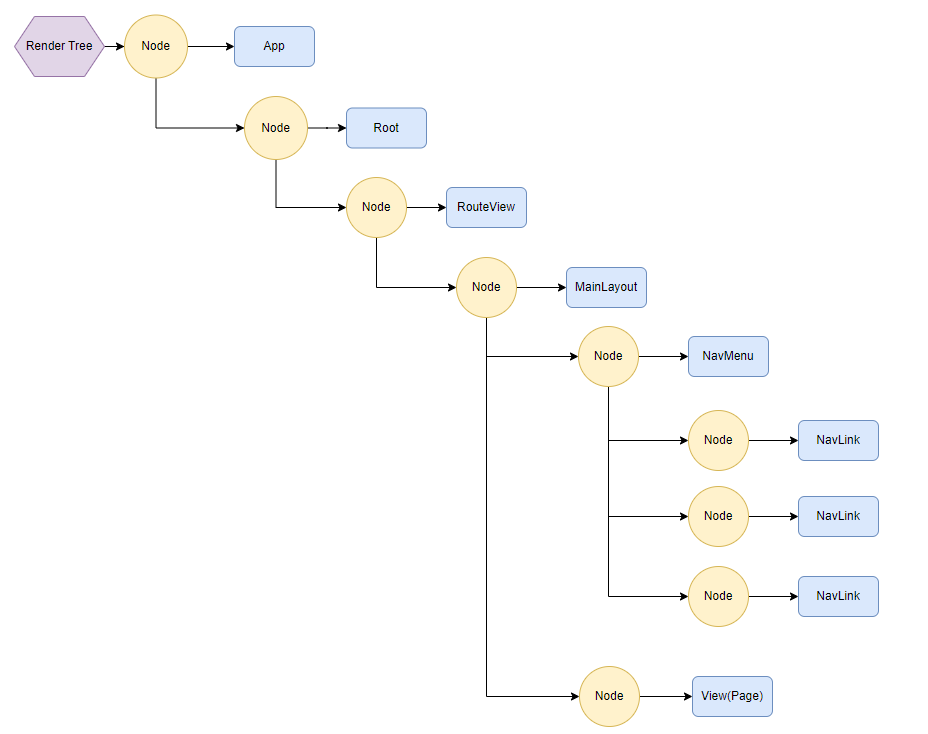 Render Tree
Node
App
Node
Root
Node
RouteView
Node
MainLayout
Node
NavMenu
Node
NavLink
Node
NavLink
Node
NavLink
Node
View(Page)